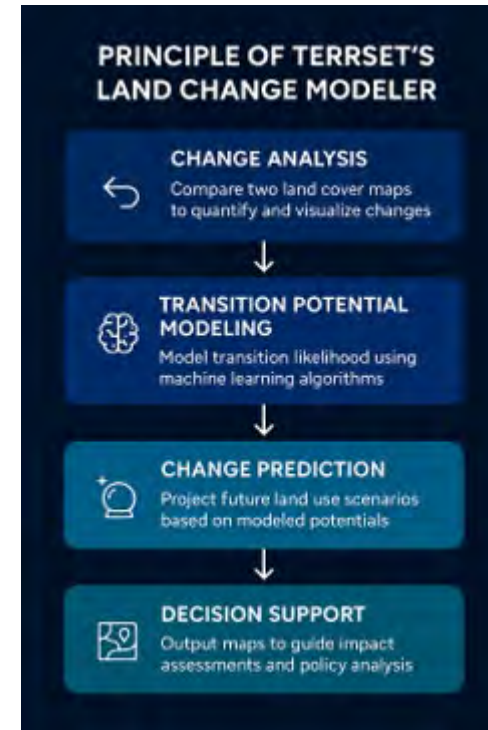 PRINCIPLE OF TERRSET'S
LAND CHANGE MODELER
CHANGE ANALYSIS
Compare two land cover maps
to quantify and visualize changes
TRANSITION POTENTIAL
MODELING
Model transition likelihood using
machine learning algorithms
CHANGE PREDICTION
Project future land use scenarios
based on modeled potentials
DECISION SUPPORT
Output maps to guide impact
assessments and policy analysis